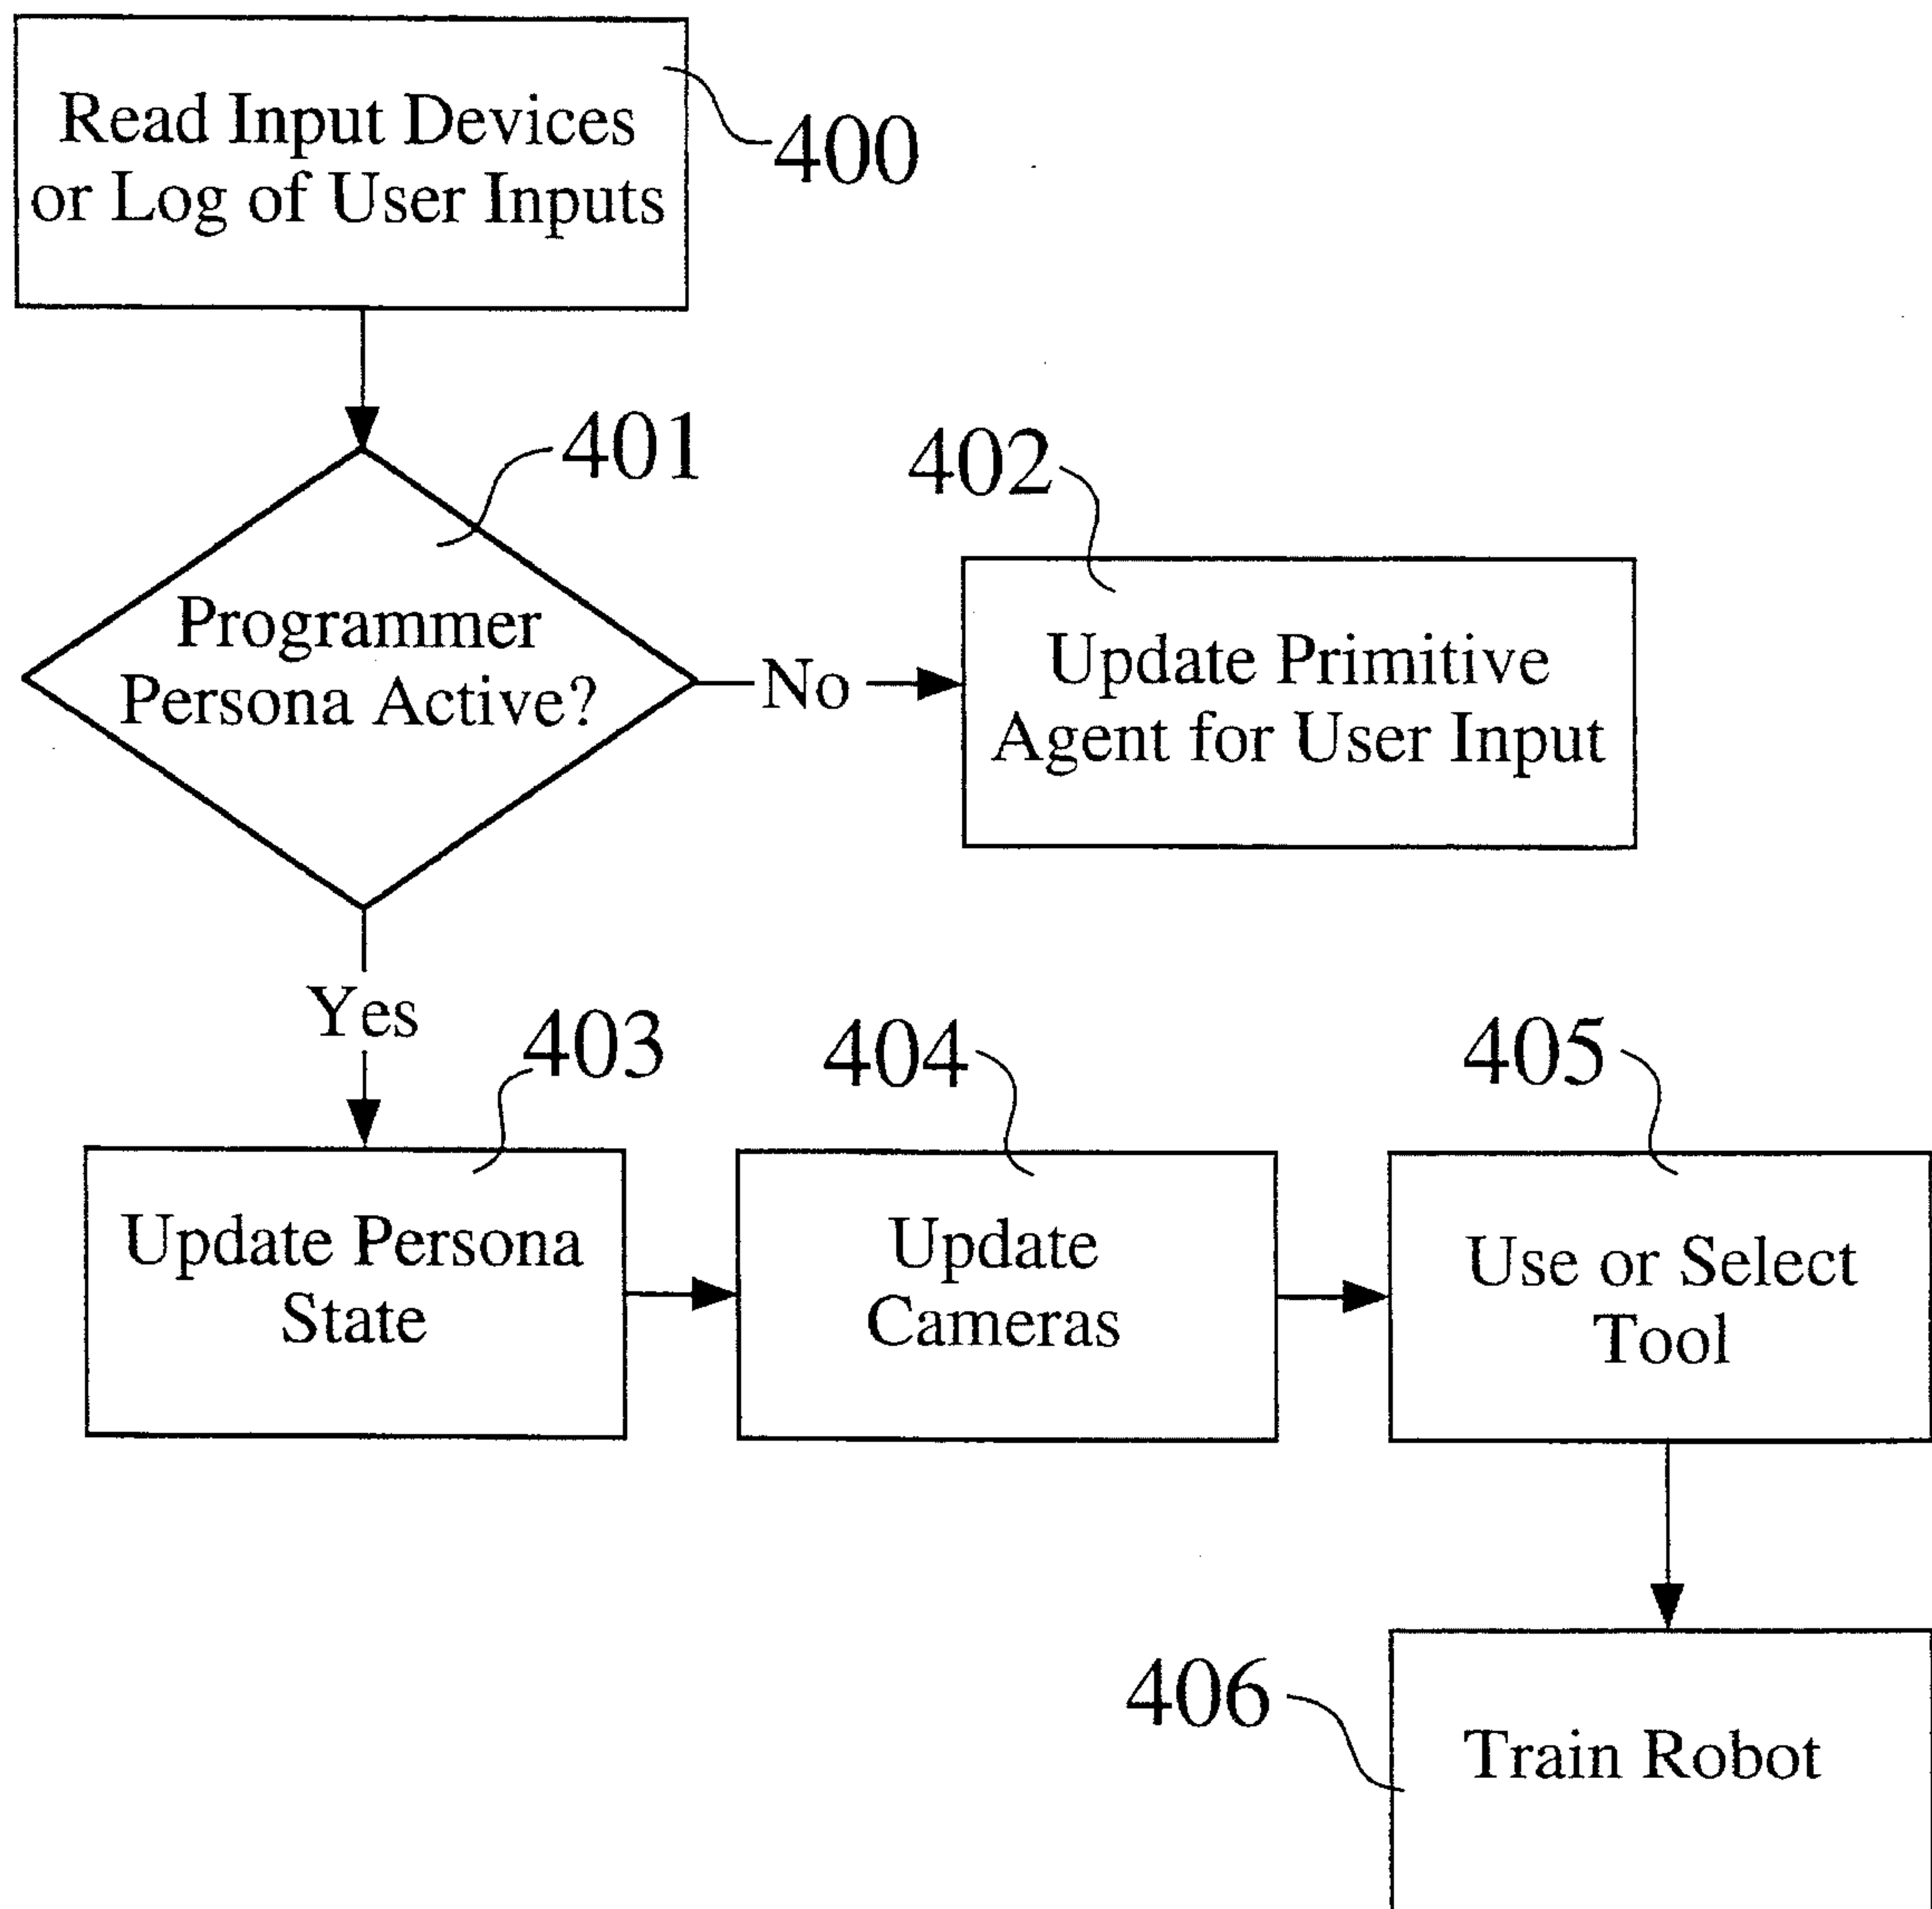 Read Input Devices
or Log of User Inputs
400
401
Programmer
Persona Active?
No
402
Update Primitive
Agent for User Input
Yes
403
Update Persona
State
404
Update
Cameras
405
Use or Select
Tool
406
Train Robot